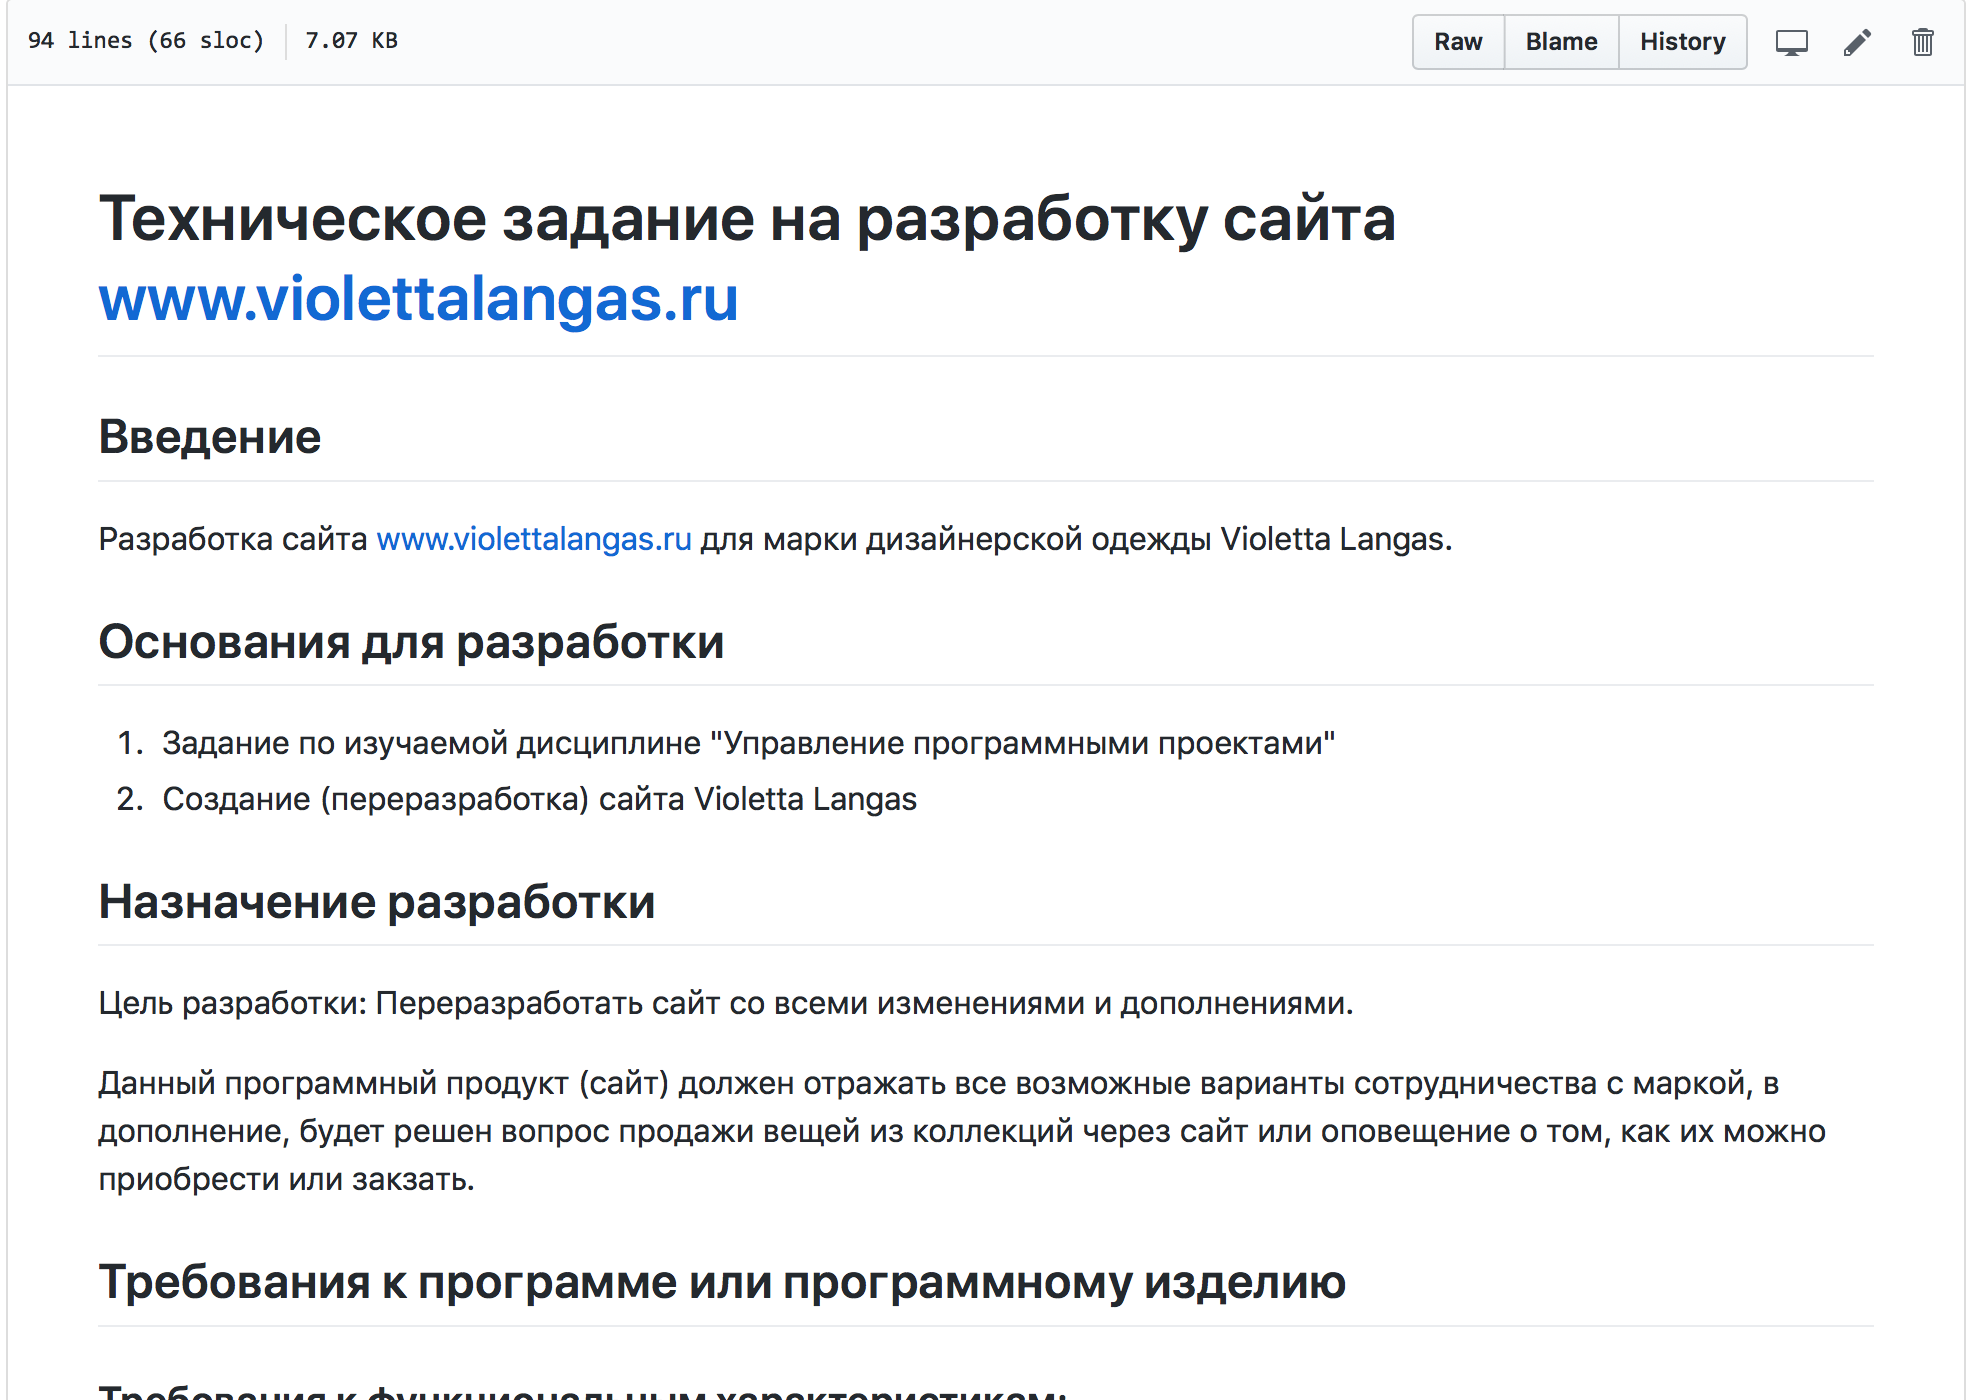 94 lines (66 sloc) 7.07 KB Raw Blame History
Техническое задание на разработку сайта
www.violettalangas.ru
Введение
Разработка сайта www.violettalangas.ru для марки дизайнерской одежды Violetta Langas.
Основания для разработки
1. Задание по изучаемой дисциплине "Управление программными проектами"
2. Создание (переразработка) сайта Violetta Langas
Назначение разработки
Цель разработки: Переразработать сайт со всеми изменениями и дополнениями.
Данный программный продукт (сайт) должен отражать все возможные варианты сотрудничества с маркой, в
дополнение, будет решен вопрос продажи вещей из коллекций через сайт или оповещение о том, как их можно
приобрести или закзать.
Требования к программе или программному изделию
Требования к функциональным характеристикам: